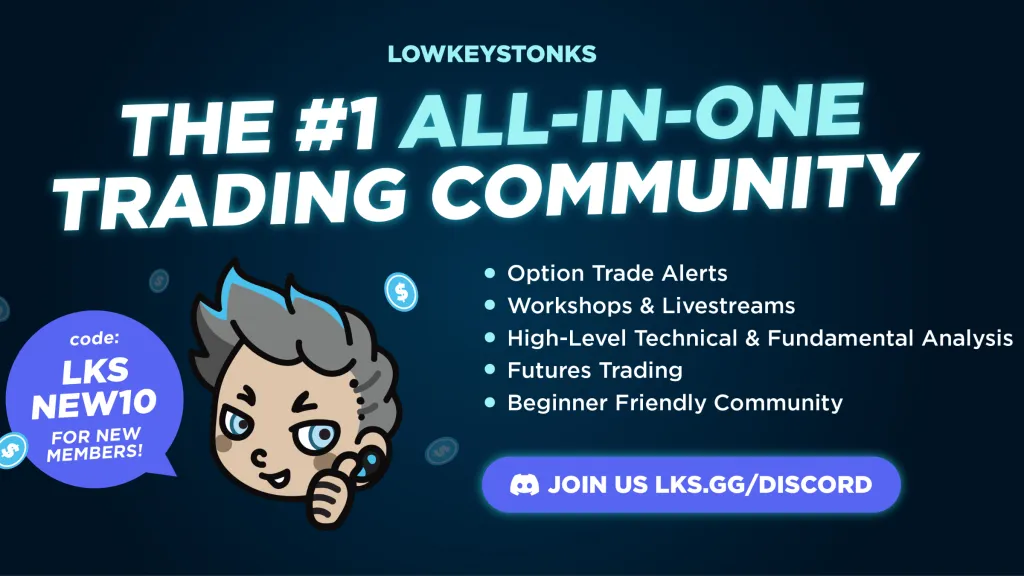 LOWKEYSTONKS
THE #1 ALL-IN-ONE
TRADING COMMUNITY
Option Trade Alerts
Workshops & Livestreams
High-Level Technical & Fundamental Analysis
Futures Trading
Beginner Friendly Community
code:
LKS
NEW10
FOR NEW
MEMBERS!
JOIN US LKS.GG/DISCORD